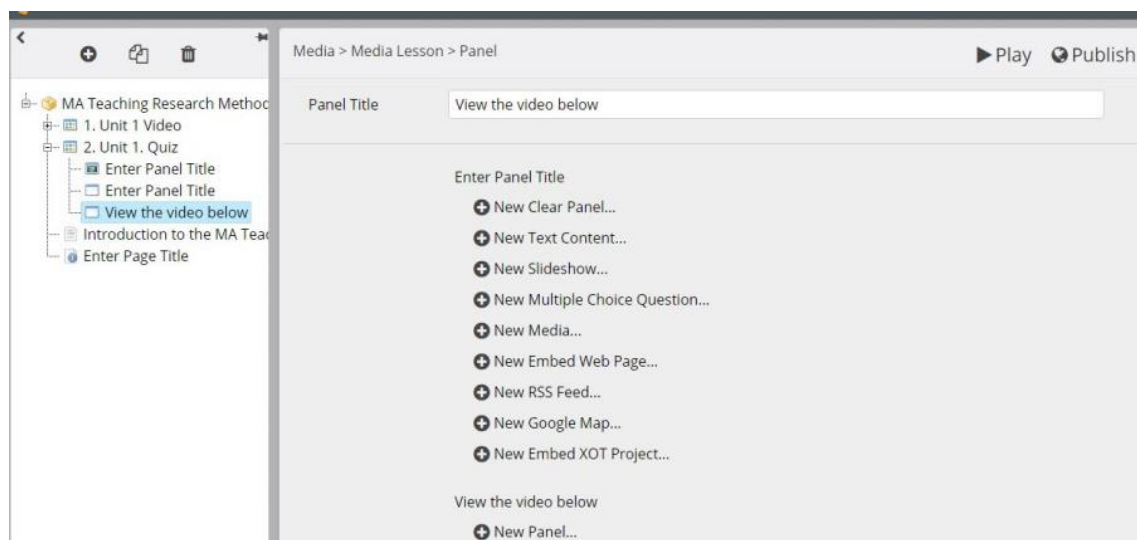 Media > Media Lesson > Panel
Play Publish
MA Teaching Research Method
1. Unit 1 Video
2. Unit 1. Quiz
Enter Panel Title
Enter Panel Title
View the video below
Introduction to the MA Teac
Enter Page Title
Panel Title View the video below
Enter Panel Title
New Clear Panel...
New Text Content...
New Slideshow...
New Multiple Choice Question...
New Media...
New Embed Web Page...
New RSS Feed...
New Google Map...
New Embed XOT Project...
View the video below
New Panel...